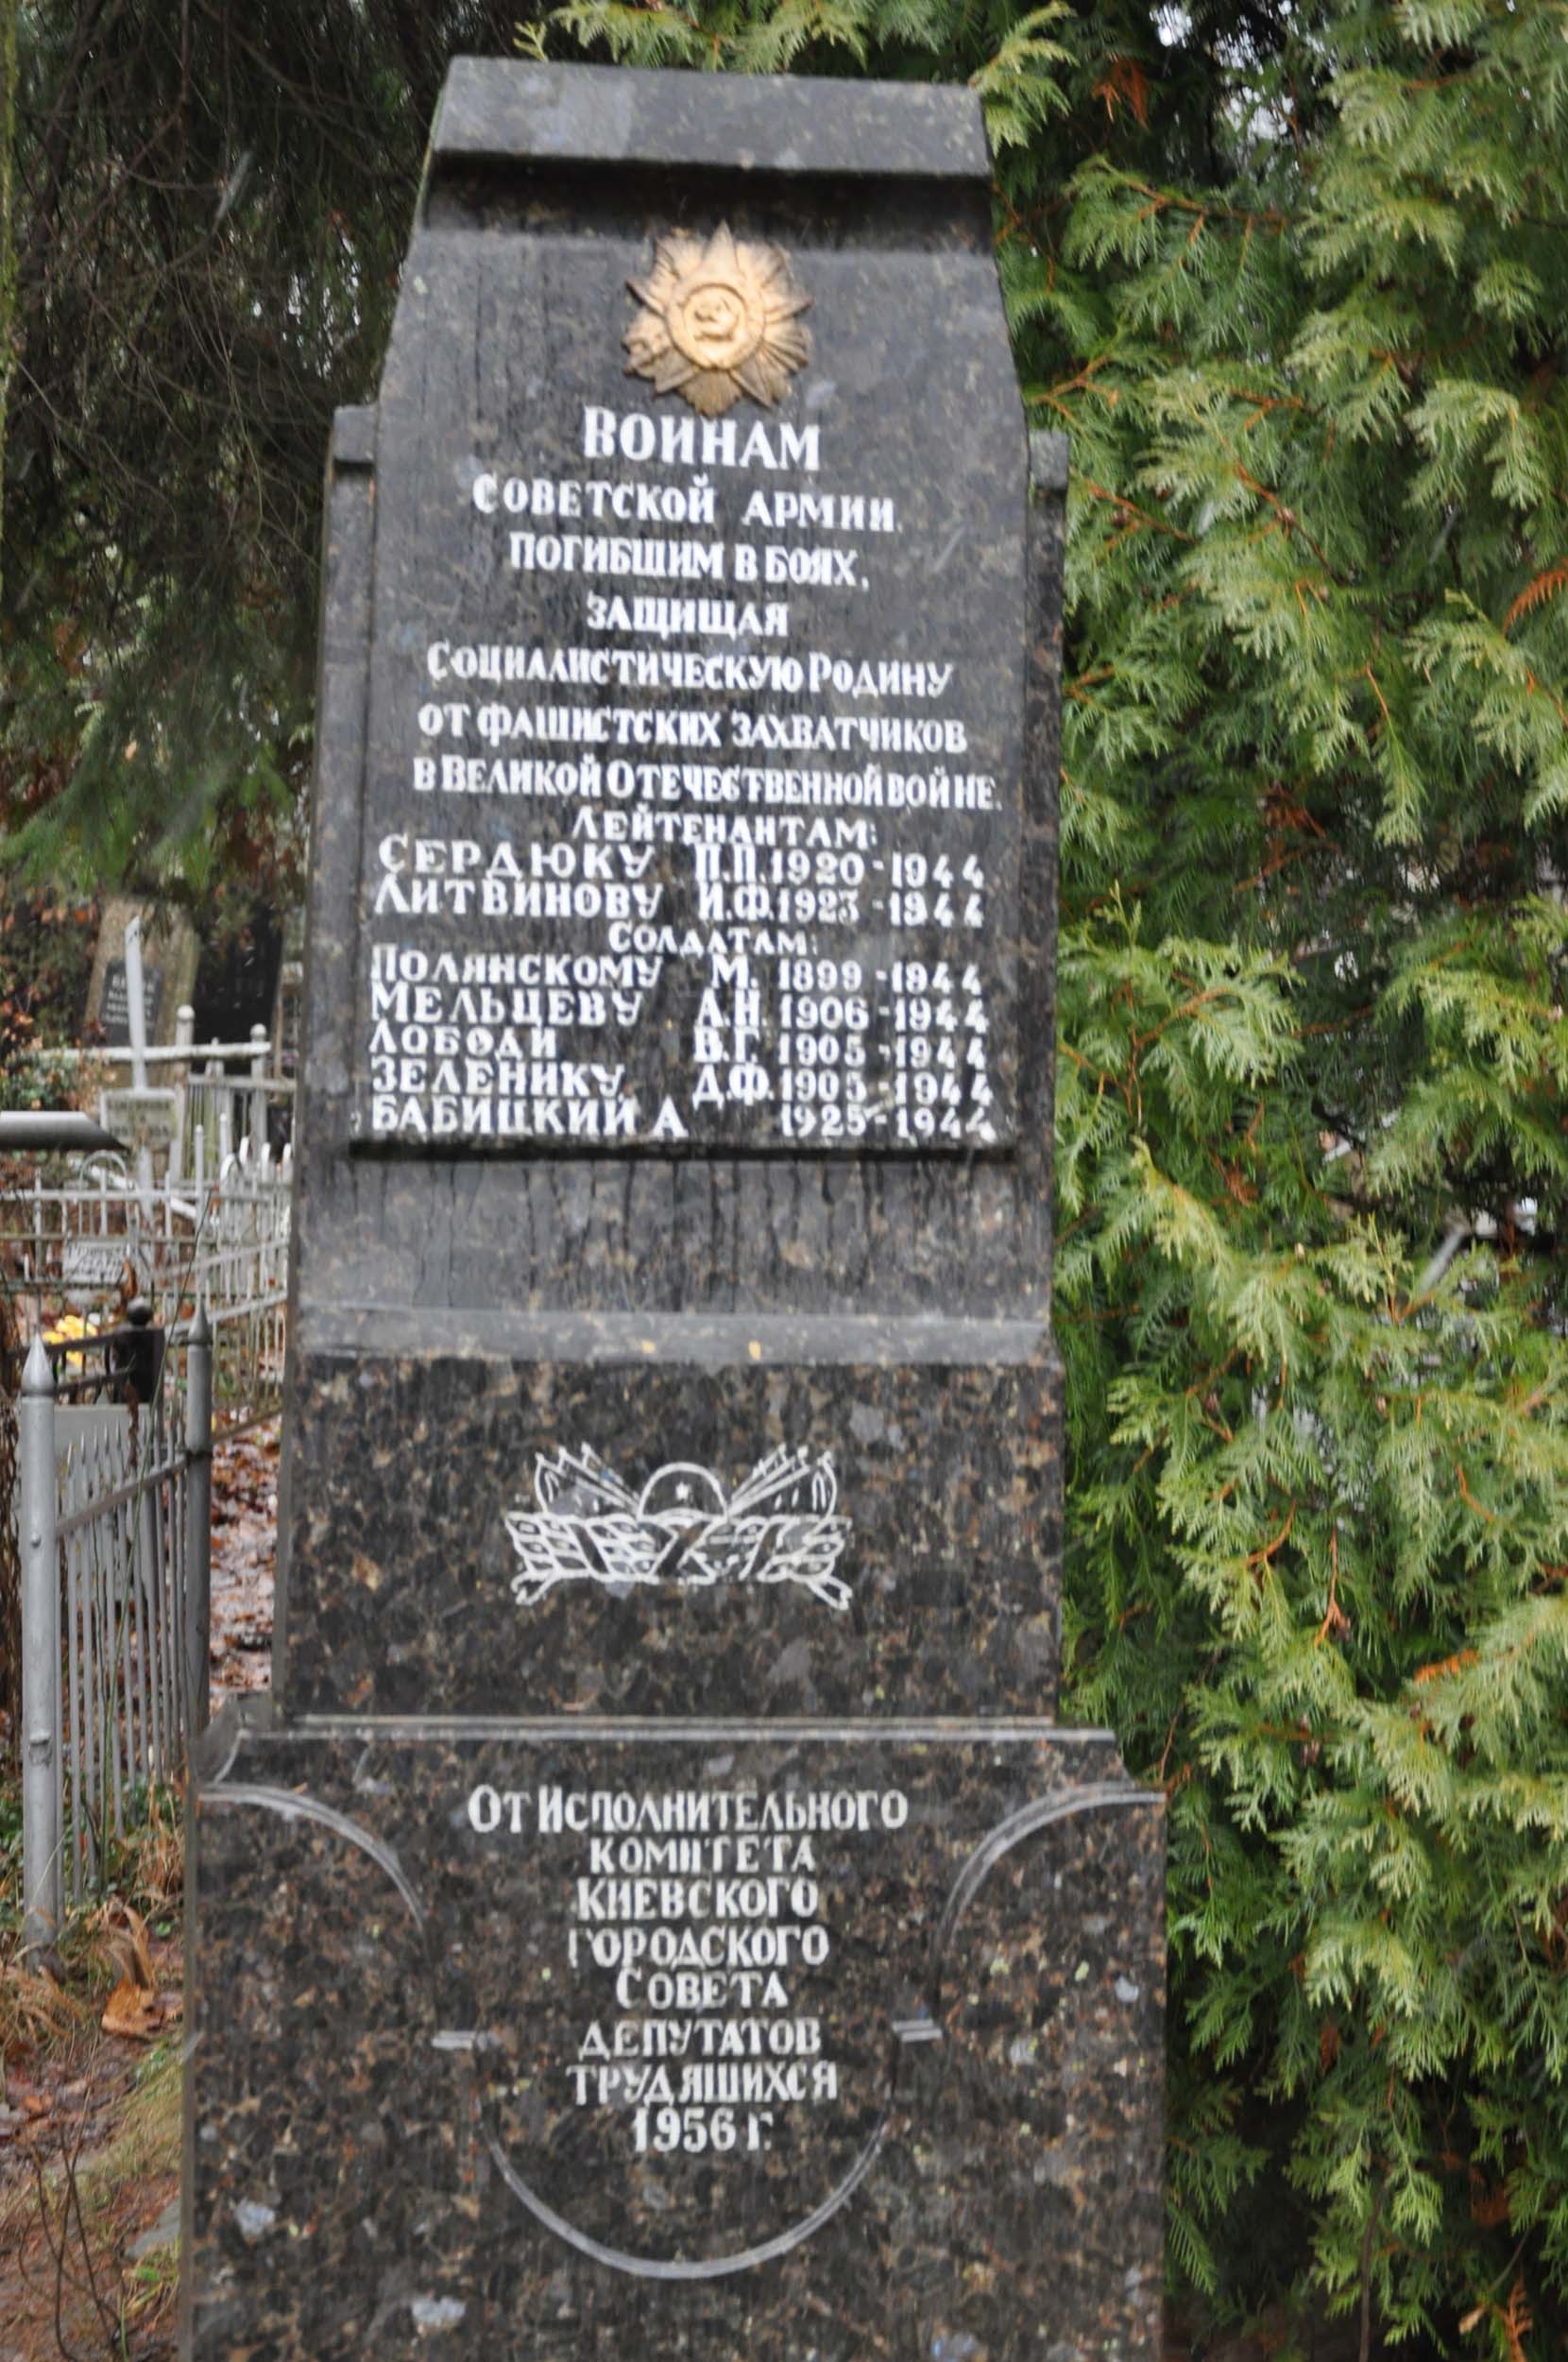 ВОИНАМ
СОВЕТСКОЙ АРМИИ,
ПОГИБШИМ В БОЯХ,
ЗАЩИЩАЯ
СОЦИАЛИСТИЧЕСКУЮ РОДИНУ
ОТ ФАШИСТСКИХ ЗАХВАТЧИКОВ
В ВЕЛИКОЙ ОТЕЧЕСТВЕННОЙ ВОЙНЕ.
ЛЕЙТЕНАНТАМ:
СЕРДЮКУ П.П. 1920-1944
ЛИТВИНОВУ И.Ф. 1923-1944
СОЛДАТАМ:
ПОЛЯНСКОМУ М. 1899-1944
МЕЛЬЦЕВУ А.Н. 1906-1944
ЛОБОДИ В.Г. 1905-1944
ЗЕЛЕНИКУ Д.Ф. 1905-1944
БАБИЦКИЙ А 1925-1944
ОТ ИСПОЛНИТЕЛЬНОГО
КОМИТЕТА
КИЕВСКОГО
ГОРОДСКОГО
СОВЕТА
ДЕПУТАТОВ
ТРУДЯЩИХСЯ
1956 Г.